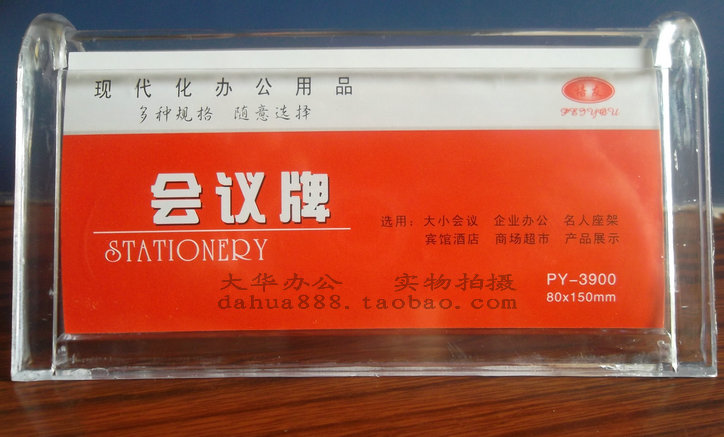 现代化办公用品
多种规格 随意选择
会议牌
STATIONERY
选用：大小会议 企业办公 名人座架
宾馆酒店 商场超市 产品展示
大华办公 实物拍摄
dahua888.taobao.com
PY-3900
80x150mm